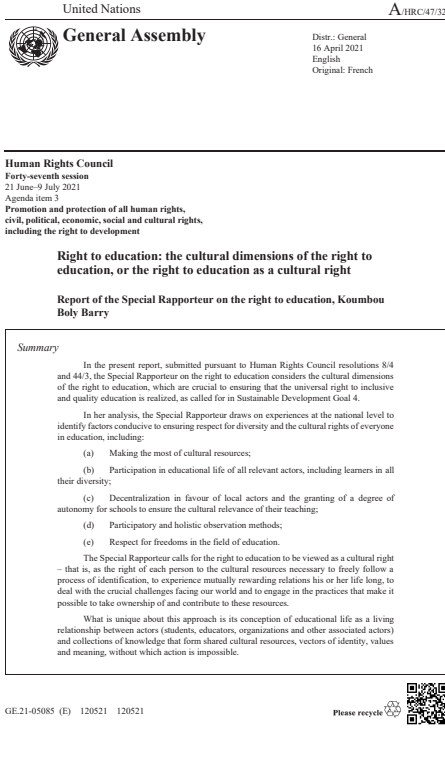 United Nations
A/HRC/47/32
General Assembly
Distr.: General
16 April 2021
English
Original: French
Human Rights Council
Forty-seventh session
21 June–9 July 2021
Agenda item 3
Promotion and protection of all human rights,
civil, political, economic, social and cultural rights,
including the right to development
Right to education: the cultural dimensions of the right to
education, or the right to education as a cultural right
Report of the Special Rapporteur on the right to education, Koumbou
Boly Barry
Summary
In the present report, submitted pursuant to Human Rights Council resolutions 8/4
and 44/3, the Special Rapporteur on the right to education considers the cultural dimensions
of the right to education, which are crucial to ensuring that the universal right to inclusive
and quality education is realized, as called for in Sustainable Development Goal 4.
In her analysis, the Special Rapporteur draws on experiences at the national level to
identify factors conducive to ensuring respect for diversity and the cultural rights of everyone
in education, including:
(a) Making the most of cultural resources;
(b) Participation in educational life of all relevant actors, including learners in all
their diversity;
(c) Decentralization in favour of local actors and the granting of a degree of
autonomy for schools to ensure the cultural relevance of their teaching;
(d) Participatory and holistic observation methods;
(e) Respect for freedoms in the field of education.
The Special Rapporteur calls for the right to education to be viewed as a cultural right
– that is, as the right of each person to the cultural resources necessary to freely follow a
process of identification, to experience mutually rewarding relations his or her life long, to
deal with the crucial challenges facing our world and to engage in the practices that make it
possible to take ownership of and contribute to these resources.
What is unique about this approach is its conception of educational life as a living
relationship between actors (students, educators, organizations and other associated actors)
and collections of knowledge that form shared cultural resources, vectors of identity, values
and meaning, without which action is impossible.
GE.21-05085 (E) 120521 120521
Please recycle